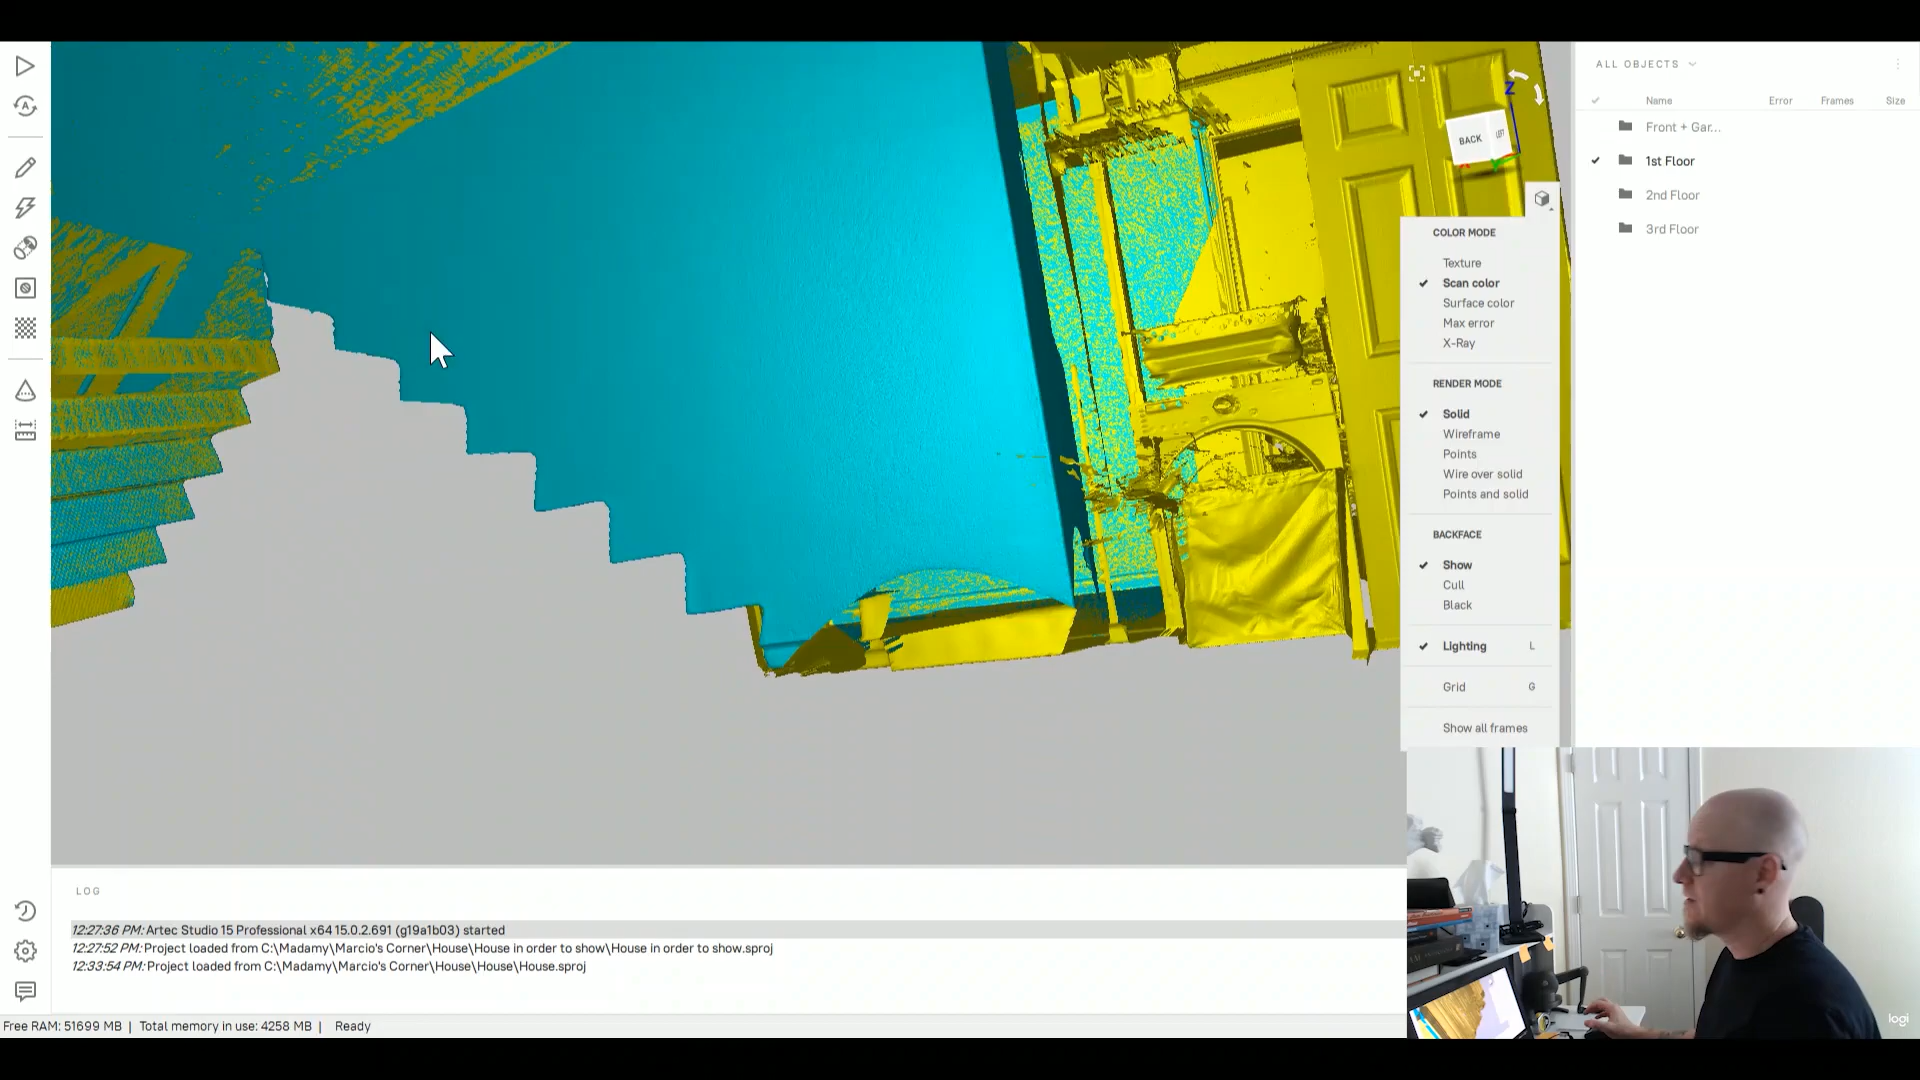 ALL OBJECTS
Name Error Frames Size
Front + Gar...
1st Floor
2nd Floor
3rd Floor
Z
BACK
LEFT
COLOR MODE
Texture
Scan color
Surface color
Max error
X-Ray
RENDER MODE
Solid
Wireframe
Points
Wire over solid
Points and solid
BACKFACE
Show
Cull
Black
Lighting L
Grid G
Show all frames
LOG
12:27:36 PM: Artec Studio 15 Professional x64 15.0.2.691 (g19a1b03) started
12:27:52 PM: Project loaded from C:\Madamy\Marcio's Corner\House\House in order to show\House in order to show.sproj
12:33:54 PM: Project loaded from C:\Madamy\Marcio's Corner\House\House\House.sproj
Free RAM: 51699 MB | Total memory in use: 4258 MB | Ready
logi